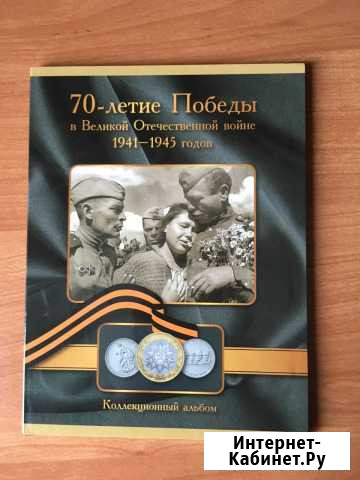 70-летие Победы
в Великой Отечественной войне
1941–1945 годов
Коллекционный альбом
Интернет-
Кабинет.Ру